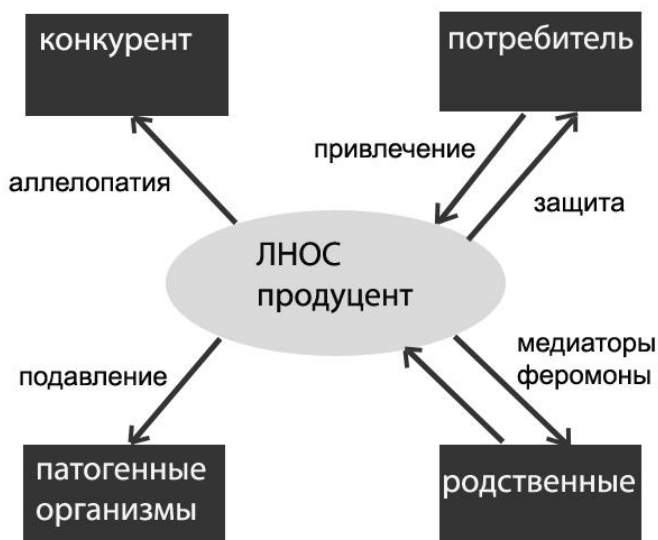 конкурент
потребитель
привлечение
аллелопатия
защита
ЛНОС
продуцент
медиаторы
феромоны
подавление
патогенные
организмы
родственные